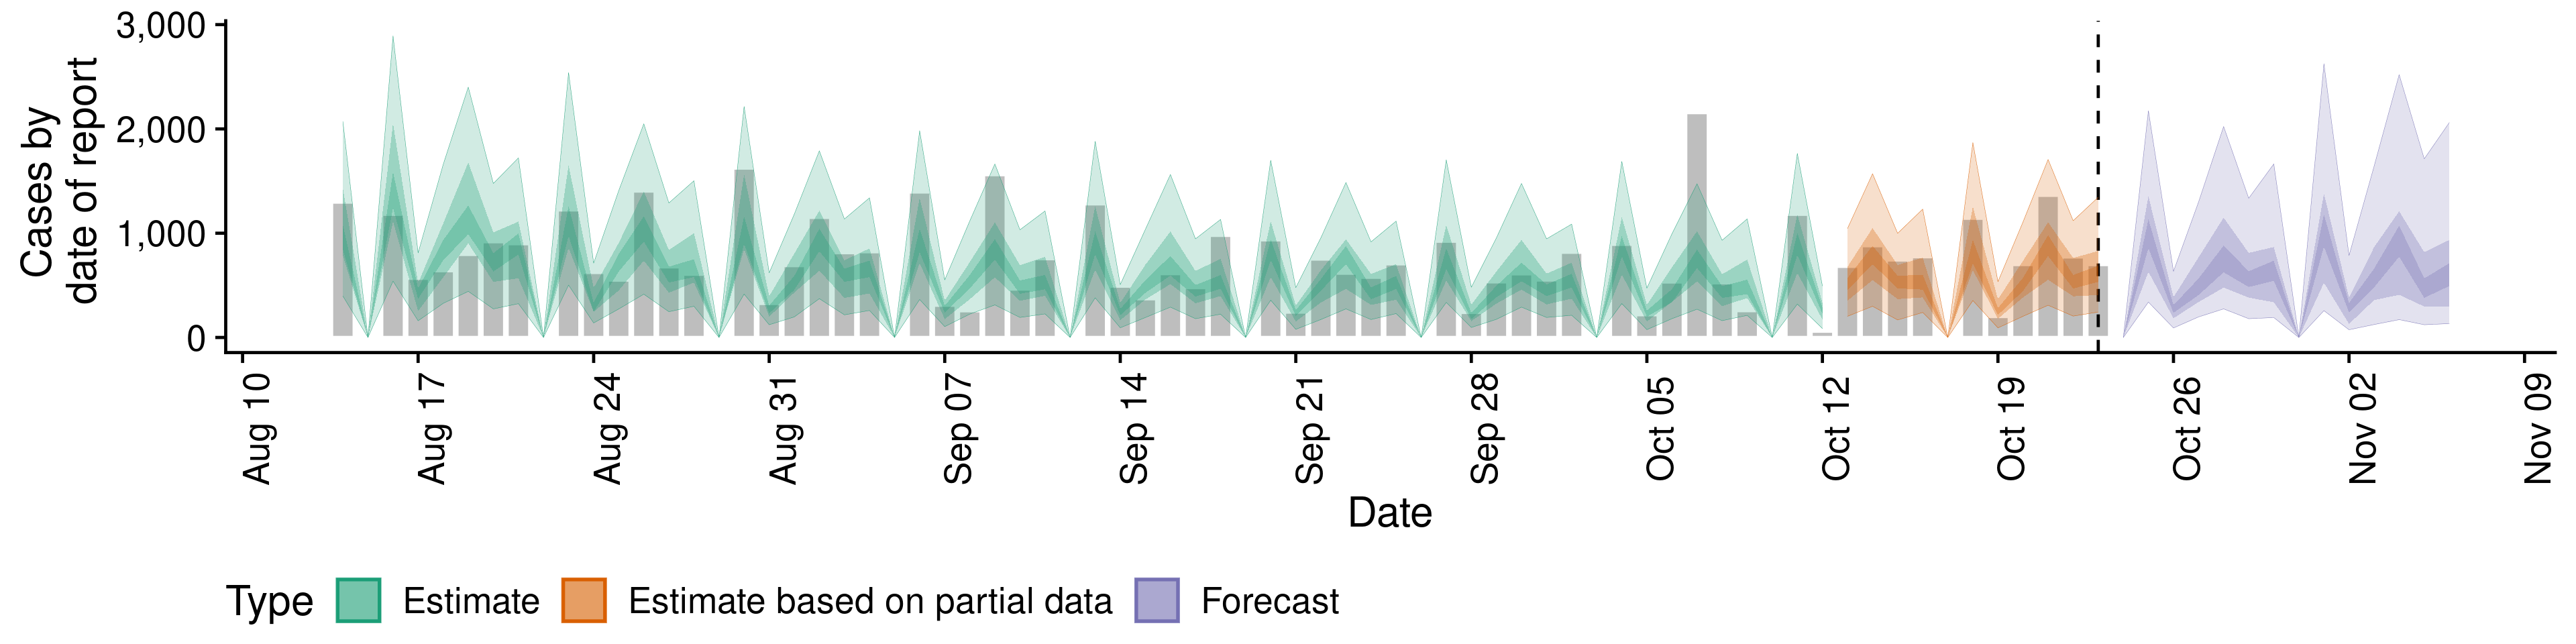 Cases by
date of report
3,000
2,000
1,000
0
Aug 10
Aug 17
Aug 24
Aug 31
Sep 07
Sep 14
Sep 21
Sep 28
Oct 05
Oct 12
Oct 19
Oct 26
Nov 02
Nov 09
Date
Type Estimate Estimate based on partial data Forecast